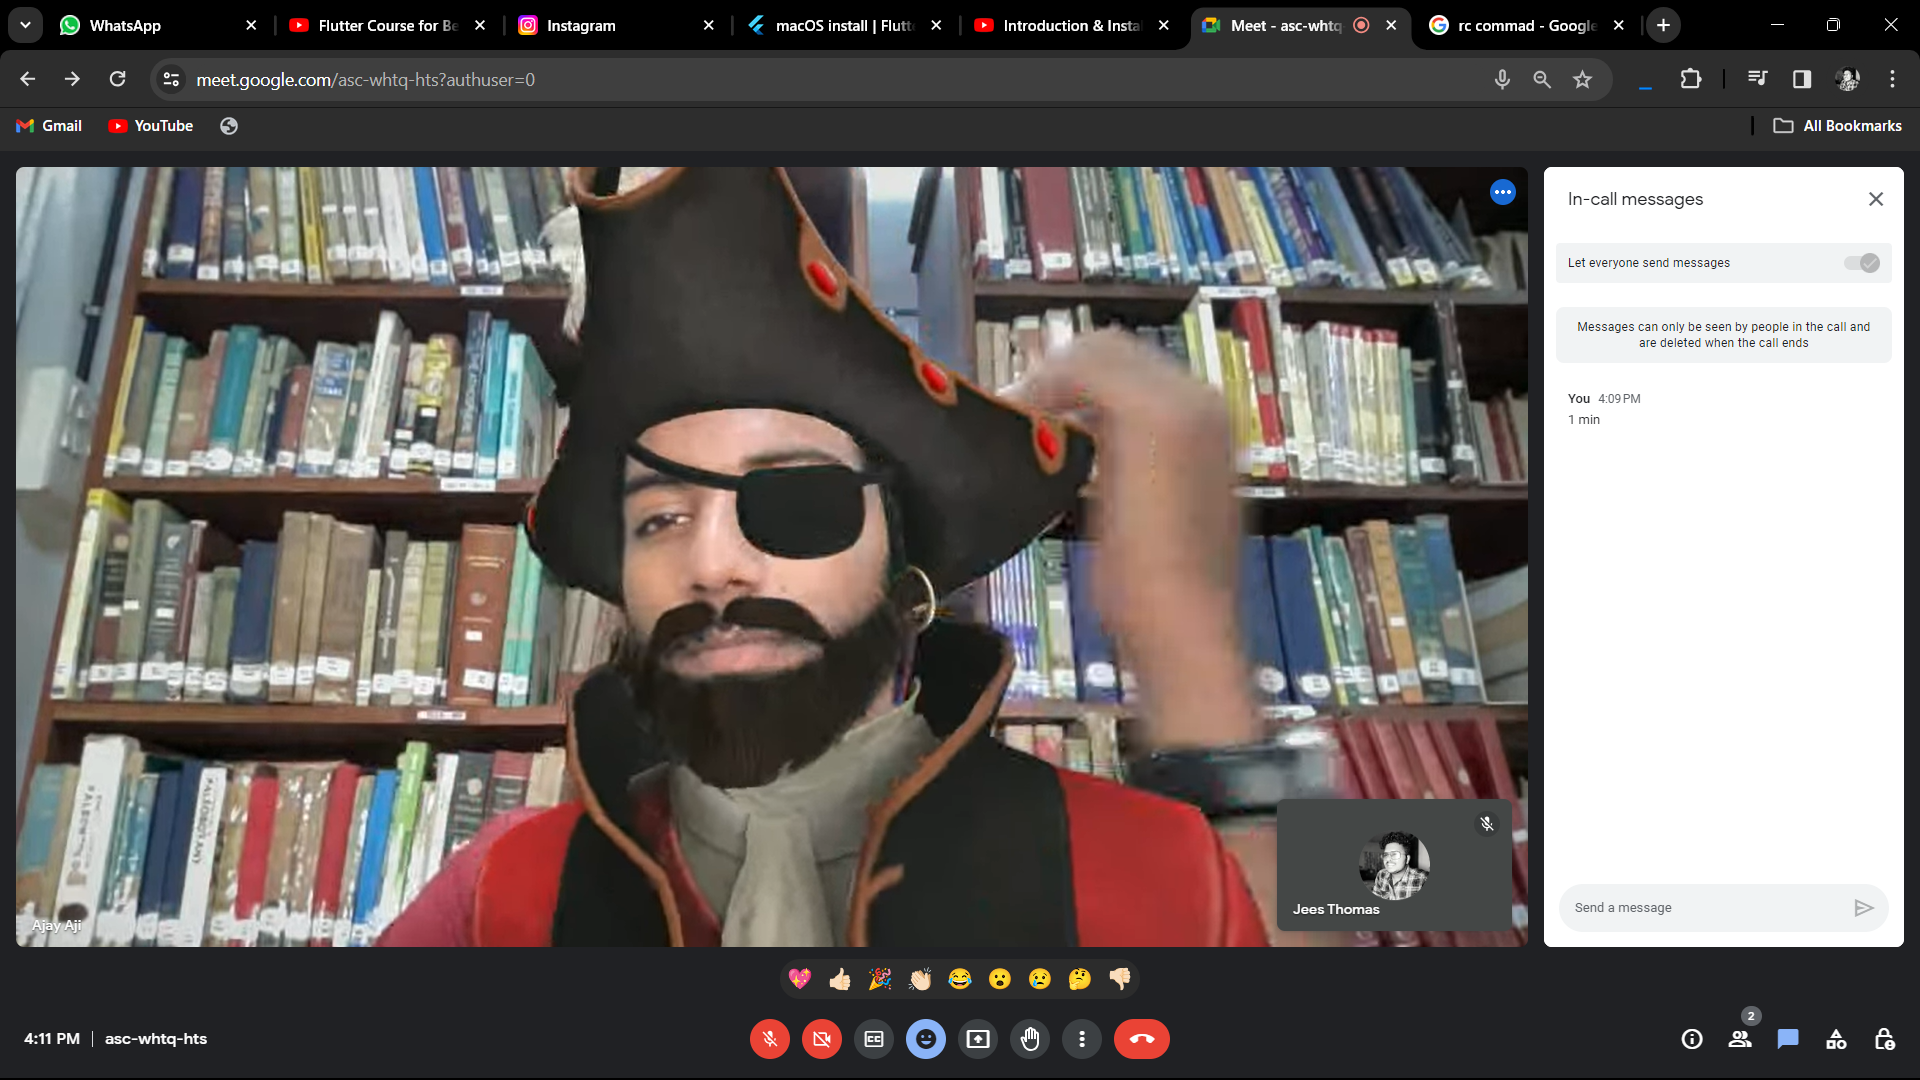 WhatsApp
Flutter Course for Be
Instagram
macOS install | Flutt
Introduction & Insta
Meet - asc-whtq
rc commad - Google
meet.google.com/asc-whtq-hts?authuser=0
Gmail
YouTube
All Bookmarks
In-call messages
Let everyone send messages
Messages can only be seen by people in the call and
are deleted when the call ends
You 4:09 PM
1 min
Ajay Aji
Jees Thomas
Send a message
4:11 PM | asc-whtq-hts
2